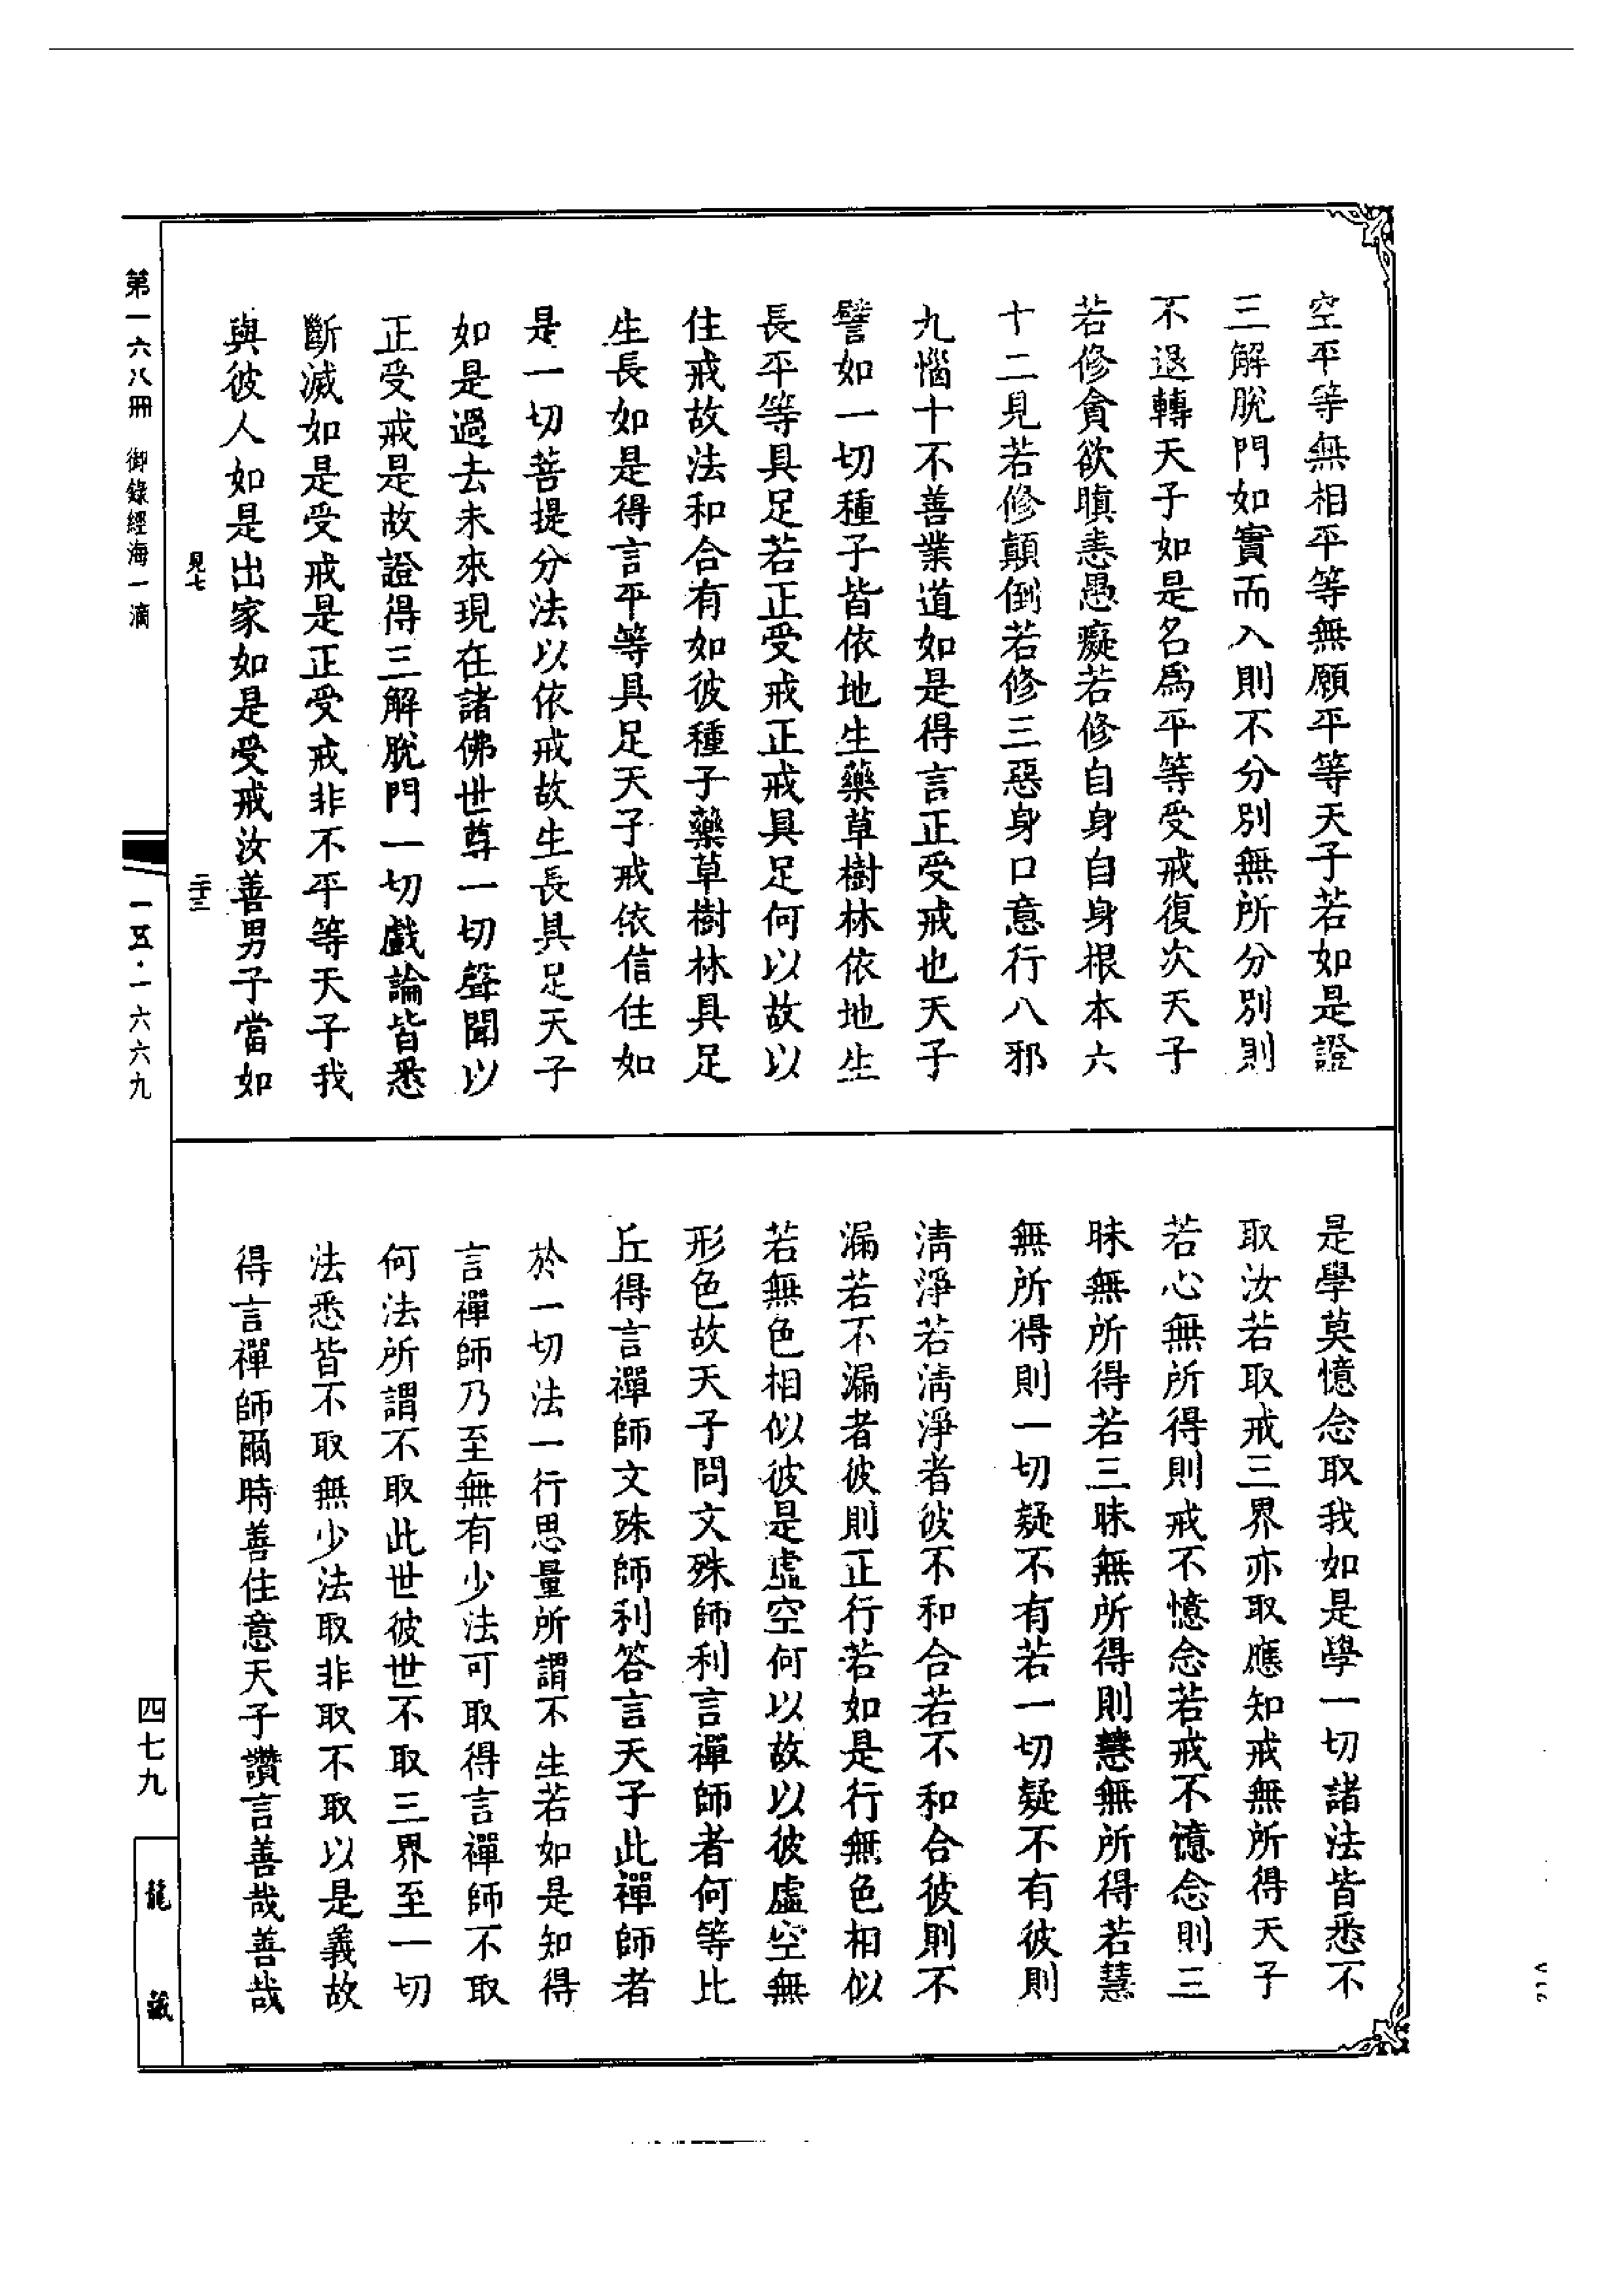 空平等無相平等無願平等天子若如是證
三解脫門如實而入則不分別無所分別則
不退轉天子如是名爲平等受戒復次天子
若修貪欲瞋恚愚癡若修自身自身根本六
十二見若修顛倒若修三惡身口意行八邪
九惱十不善業道如是得言正受戒也天子
譬如一切種子皆依地生藥草樹林依地生
長平等具足若正受戒正戒具足何以故以
住戒故法和合有如彼種子藥草樹林具足
生長如是得言平等具足天子戒依信住如
是一切菩提分法以依戒故生長具足天子
如是過去未來現在諸佛世尊一切聲聞以
正受戒是故證得三解脫門一切戲論皆悉
斷滅如是受戒是正受戒非不平等天子我
與彼人如是出家如是受戒汝善男子當如
見七
二十三
是學莫憶念取我如是學一切諸法皆悉不
取汝若取戒三界亦取應知戒無所得天子
若心無所得則戒不憶念若戒不憶念則三
昧無所得若三昧無所得則慧無所得若慧
無所得則一切疑不有若一切疑不有彼則
清淨若清淨者彼不和合若不和合彼則不
漏若不漏者彼則正行若如是行無色相似
若無色相似彼是虛空何以故以彼虛空無
形色故天子問文殊師利言禪師者何等比
丘得言禪師文殊師利答言天子此禪師者
於一切法一行思量所謂不生若如是知得
言禪師乃至無有少法可取得言禪師不取
何法所謂不取此世彼世不取三界至一切
法悉皆不取無少法取非取不取以是義故
得言禪師爾時善住意天子讚言善哉善哉
第一六八冊 御錄經海一滴
一五·一六六九
四七九
龍藏